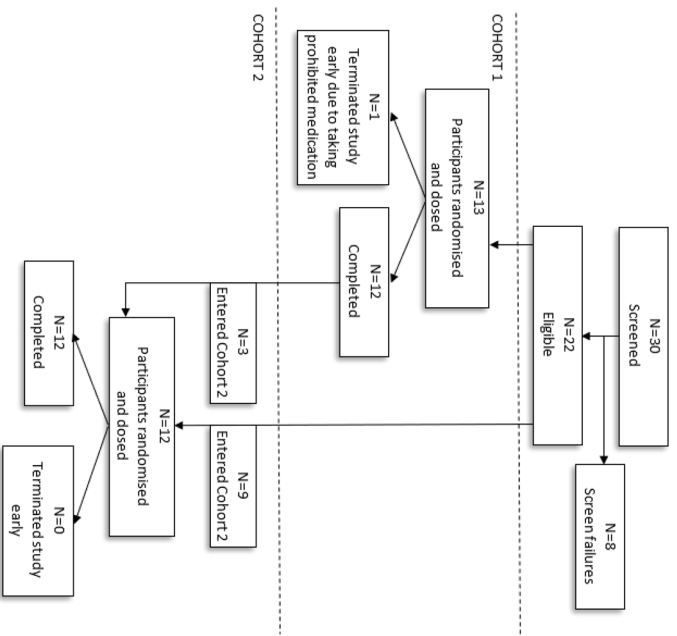 N=30
Screened
N=8
Screen failures
N=22
Eligible
COHORT 1
N=13
Participants randomised
and dosed
N=1
Terminated study
early due to taking
prohibited medication
N=12
Completed
COHORT 2
N=3
Entered Cohort 2
N=9
Entered Cohort 2
N=12
Participants randomised
and dosed
N=12
Completed
N=0
Terminated study
early